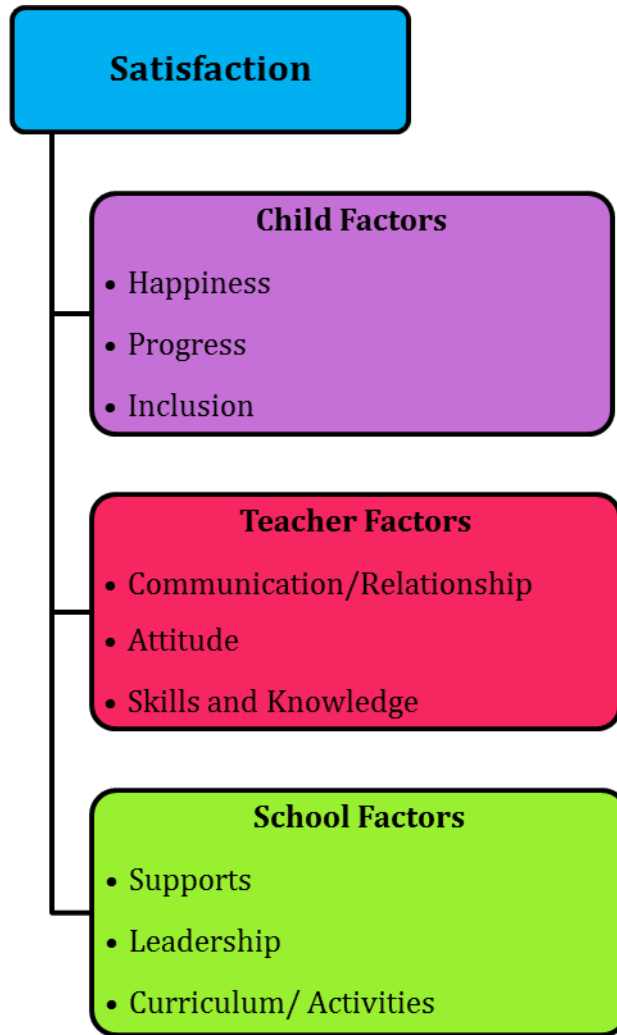 Satisfaction
Child Factors
• Happiness
• Progress
• Inclusion
Teacher Factors
• Communication/Relationship
• Attitude
• Skills and Knowledge
School Factors
• Supports
• Leadership
• Curriculum/ Activities